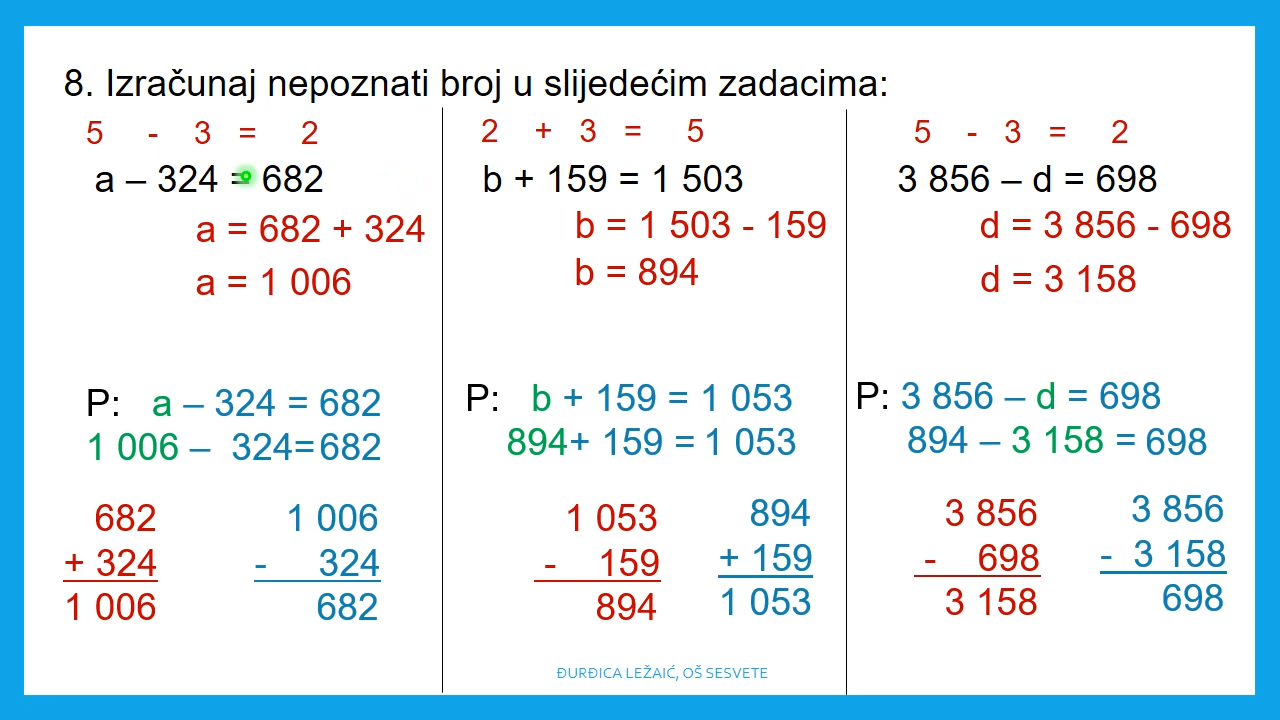 8. Izračunaj nepoznati broj u slijedećim zadacima:
5 - 3 = 2
a – 324 = 682
a = 682 + 324
a = 1 006
P: a – 324 = 682
1 006 – 324=682
682
+ 324
1 006
1 006
- 324
682
2 + 3 = 5
b + 159 = 1 503
b = 1 503 - 159
b = 894
P: b + 159 = 1 053
894+ 159 = 1 053
1 053
- 159
894
894
+ 159
1 053
5 - 3 = 2
3 856 – d = 698
d = 3 856 - 698
d = 3 158
P: 3 856 – d = 698
894 – 3 158 = 698
3 856
- 698
3 158
3 856
- 3 158
698
ĐURĐICA LEŽAIĆ, OŠ SESVETE